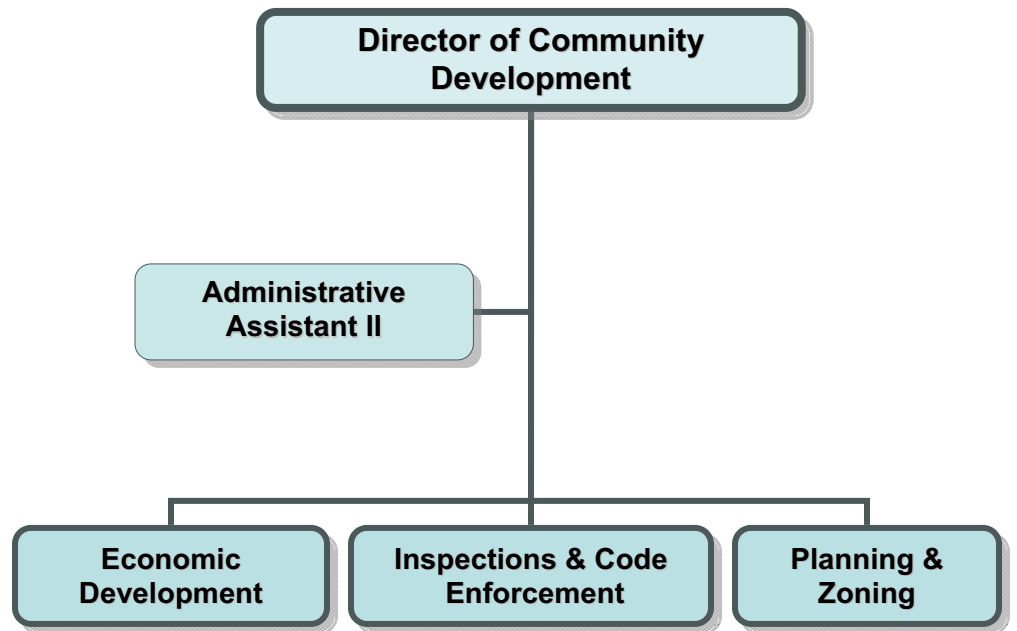 Director of Community
Development
Administrative
Assistant II
Economic
Development
Inspections & Code
Enforcement
Planning &
Zoning